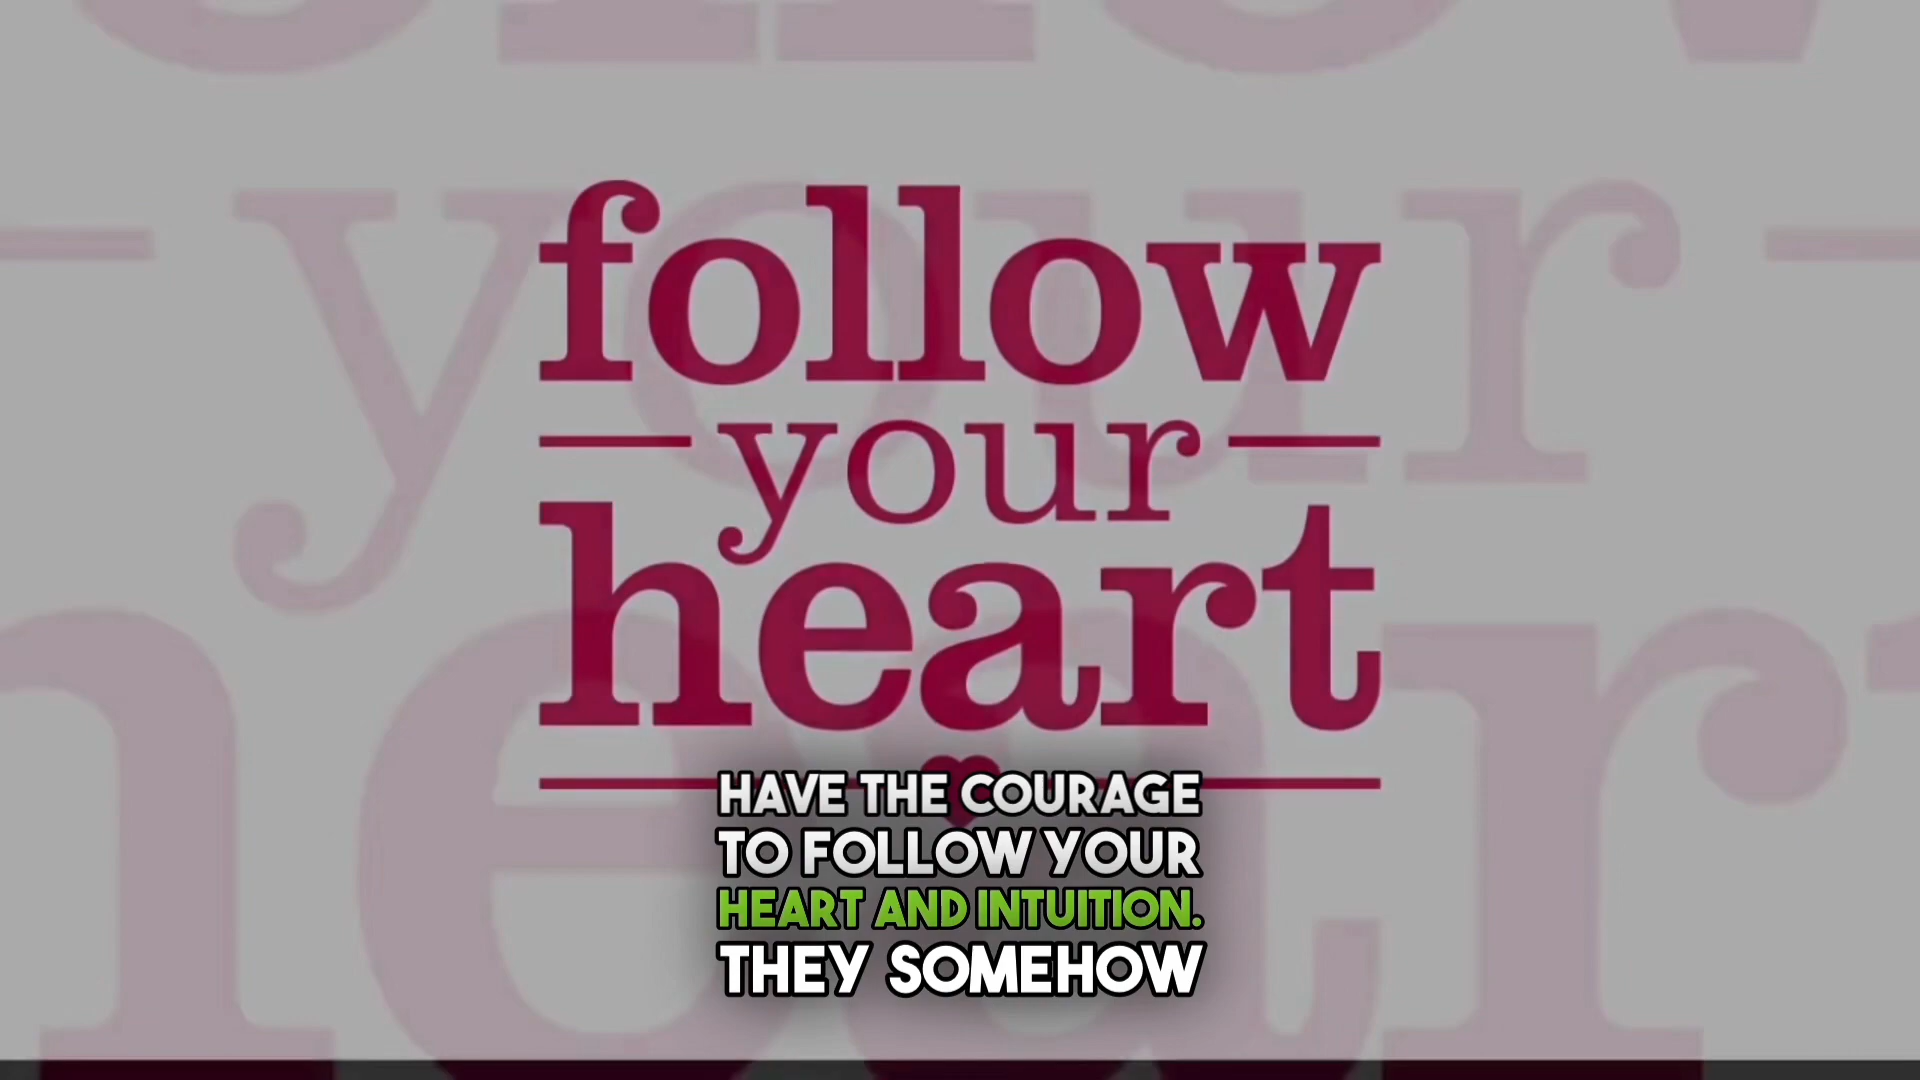 follow
your
heart
HAVE THE COURAGE
TO FOLLOW YOUR
HEART AND INTUITION.
THEY SOMEHOW